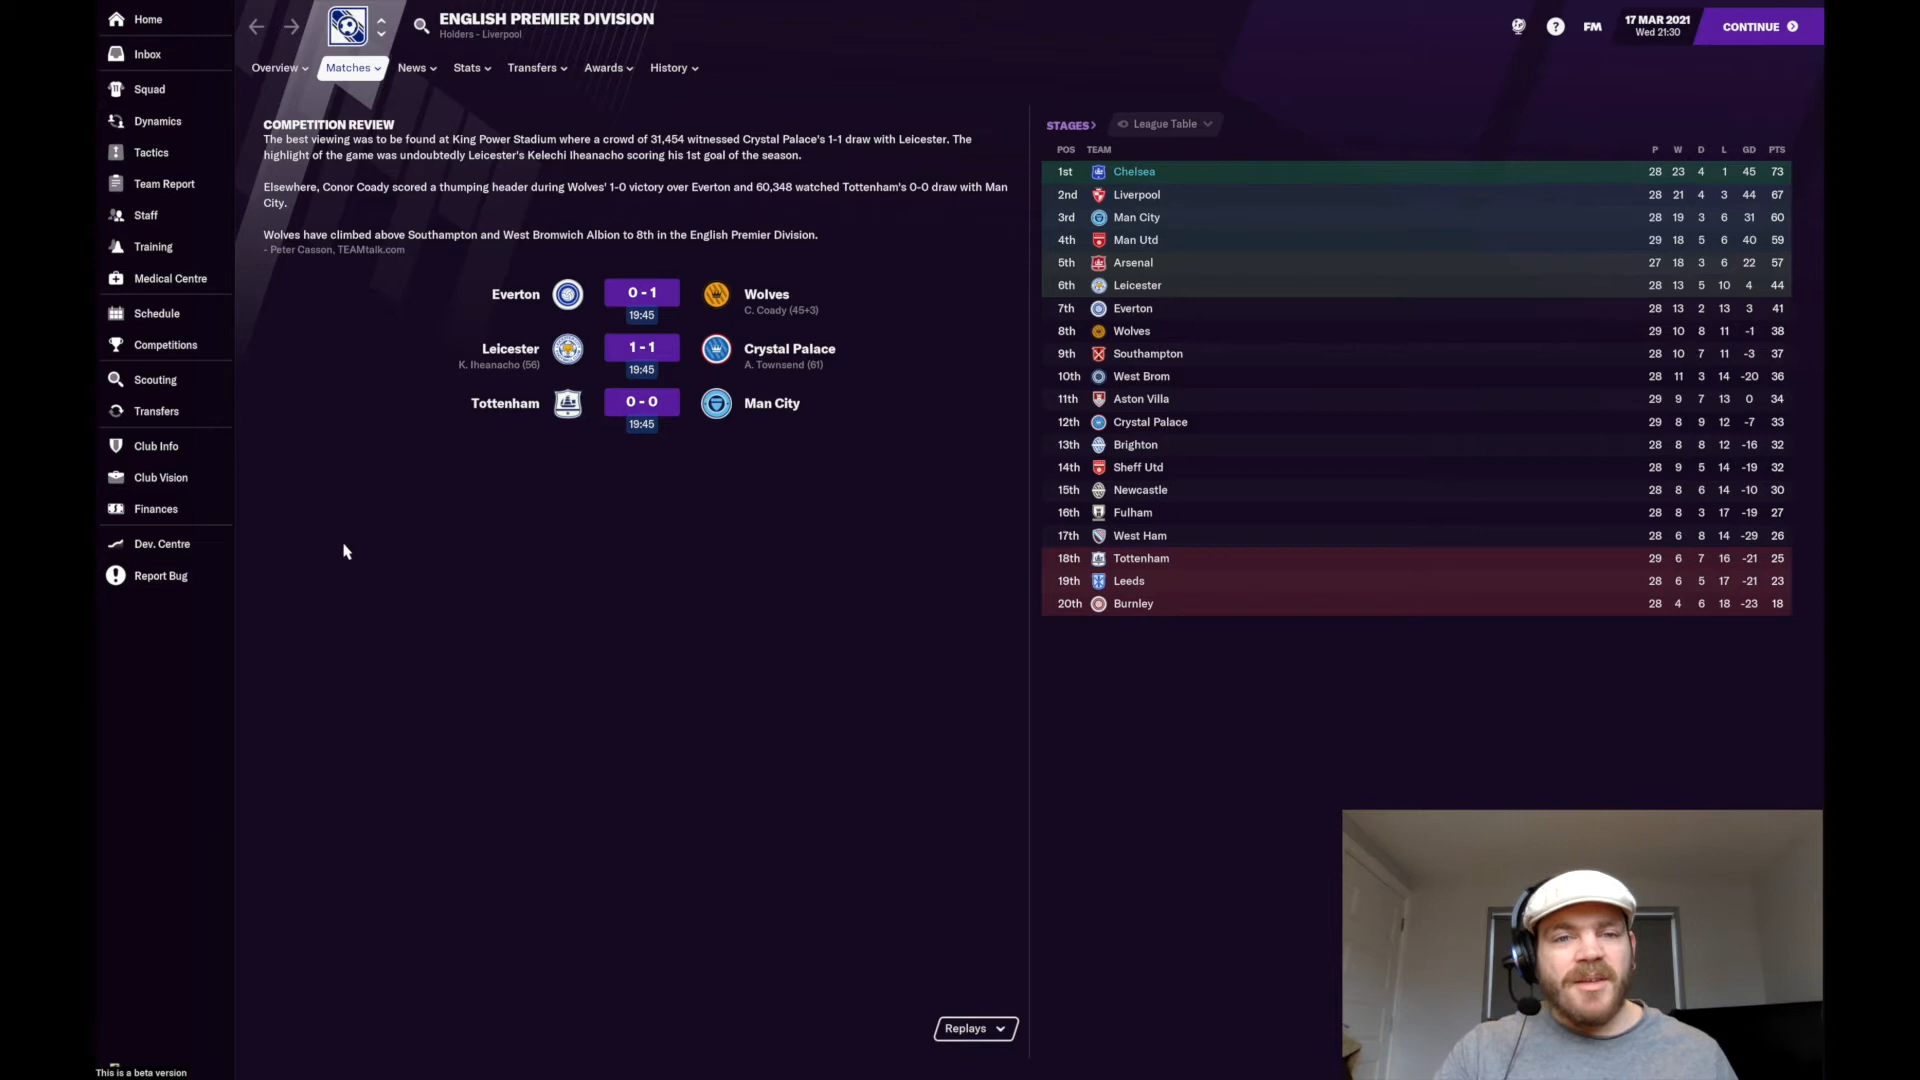 Home
Inbox
Squad
Dynamics
Tactics
Team Report
Staff
Training
Medical Centre
Schedule
Competitions
Scouting
Transfers
Club Info
Club Vision
Finances
Dev. Centre
Report Bug
This is a beta version
ENGLISH PREMIER DIVISION
Holders - Liverpool
? FM 17 MAR 2021 CONTINUE
Wed 21:30
Overview Matches News Stats Transfers Awards History
COMPETITION REVIEW
The best viewing was to be found at King Power Stadium where a crowd of 31,454 witnessed Crystal Palace's 1-1 draw with Leicester. The
highlight of the game was undoubtedly Leicester's Kelechi Iheanacho scoring his 1st goal of the season.
Elsewhere, Conor Coady scored a thumping header during Wolves' 1-0 victory over Everton and 60,348 watched Tottenham's 0-0 draw with Man
City.
Wolves have climbed above Southampton and West Bromwich Albion to 8th in the English Premier Division.
- Peter Casson, TEAMtalk.com
Everton 0 - 1 Wolves
19:45 C. Coady (45+3)
Leicester 1 - 1 Crystal Palace
K. Iheanacho (56) 19:45 A. Townsend (61)
Tottenham 0 - 0 Man City
19:45
Replays
STAGES> League Table
POS TEAM P W D L GD PTS
1st Chelsea 28 23 4 1 45 73
2nd Liverpool 28 21 4 3 44 67
3rd Man City 28 19 3 6 31 60
4th Man Utd 29 18 5 6 40 59
5th Arsenal 27 18 3 6 22 57
6th Leicester 28 13 5 10 4 44
7th Everton 28 13 2 13 3 41
8th Wolves 29 10 8 11 -1 38
9th Southampton 28 10 7 11 -3 37
10th West Brom 28 11 3 14 -20 36
11th Aston Villa 29 9 7 13 0 34
12th Crystal Palace 29 8 9 12 -7 33
13th Brighton 28 8 8 12 -16 32
14th Sheff Utd 28 9 5 14 -19 32
15th Newcastle 28 8 6 14 -10 30
16th Fulham 28 8 3 17 -19 27
17th West Ham 28 6 8 14 -29 26
18th Tottenham 29 6 7 16 -21 25
19th Leeds 28 6 5 17 -21 23
20th Burnley 28 4 6 18 -23 18